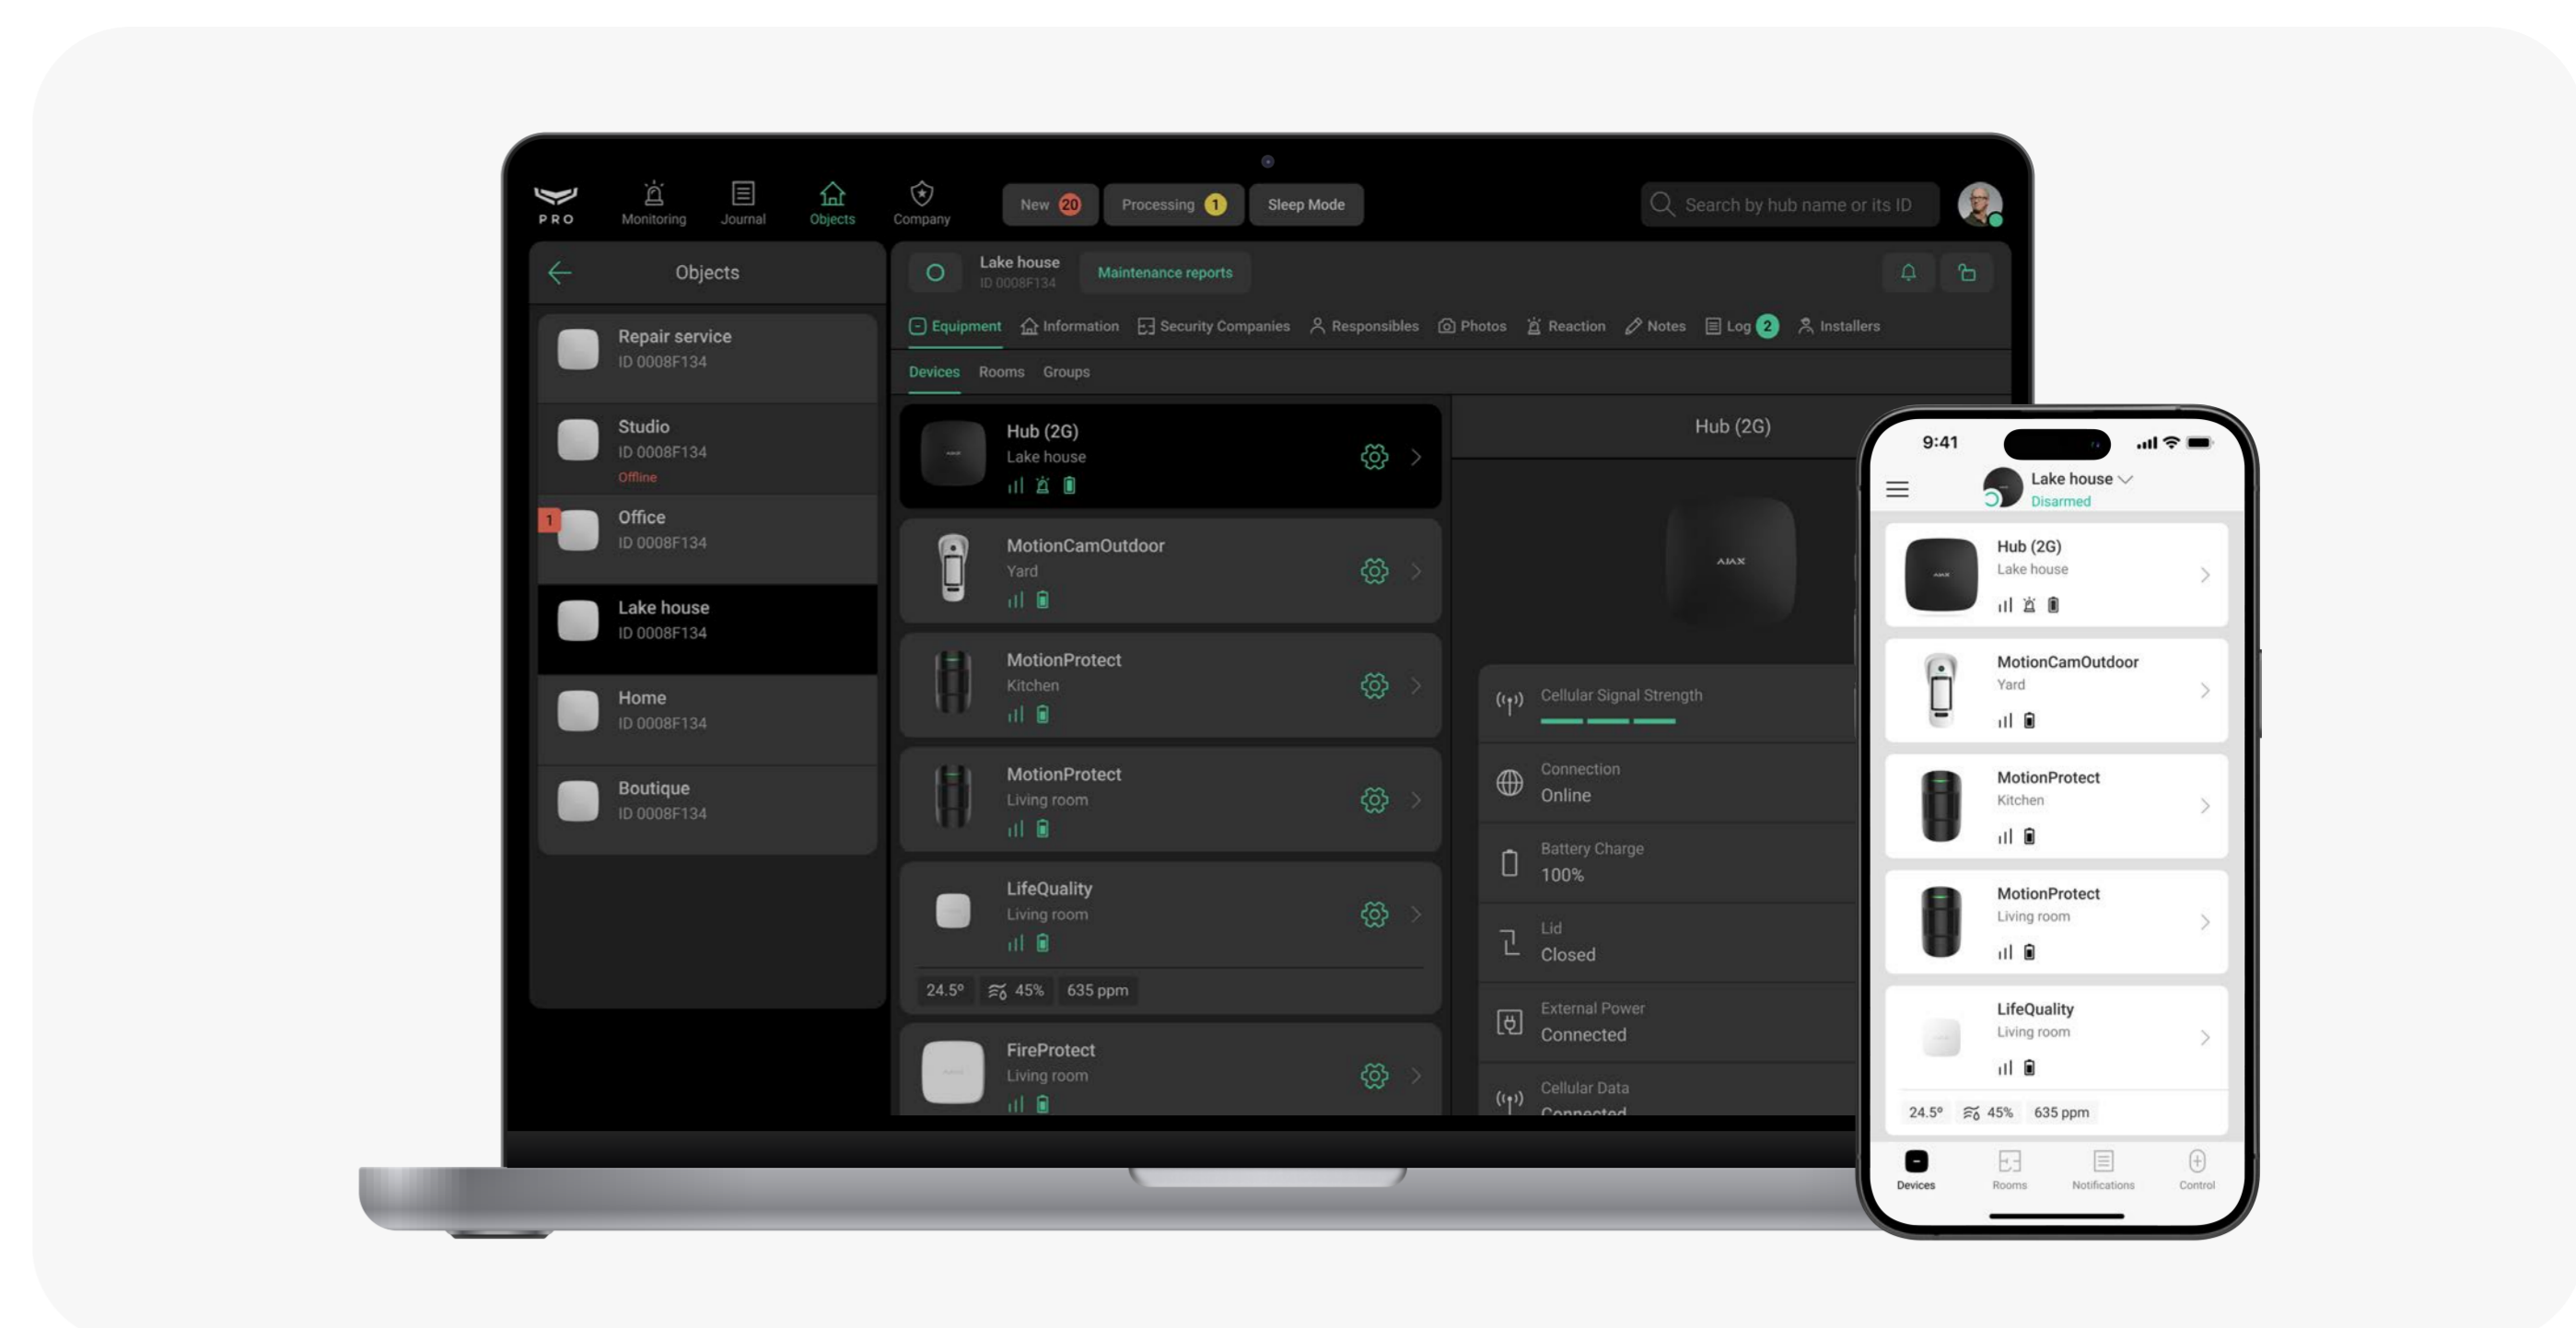 PRO
Monitoring
Journal
Objects
Company
New 20
Processing 1
Sleep Mode
Search by hub name or its ID
Objects
Repair service
ID 0008F134
Studio
ID 0008F134
Offline
1
Office
ID 0008F134
Lake house
ID 0008F134
Home
ID 0008F134
Boutique
ID 0008F134
Lake house
ID 0008F134
Maintenance reports
Equipment Information Security Companies Responsibles Photos Reaction Notes Log 2 Installers
Devices Rooms Groups
Hub (2G)
Lake house
MotionCamOutdoor
Yard
MotionProtect
Kitchen
MotionProtect
Living room
LifeQuality
Living room
24.5° 45% 635 ppm
FireProtect
Living room
Hub (2G)
AJAX
Cellular Signal Strength
Connection
Online
Battery Charge
100%
Lid
Closed
External Power
Connected
Cellular Data
Connected
9:41
Lake house
Disarmed
AJAX
Hub (2G)
Lake house
MotionCamOutdoor
Yard
MotionProtect
Kitchen
MotionProtect
Living room
LifeQuality
Living room
24.5° 45% 635 ppm
Devices
Rooms
Notifications
Control